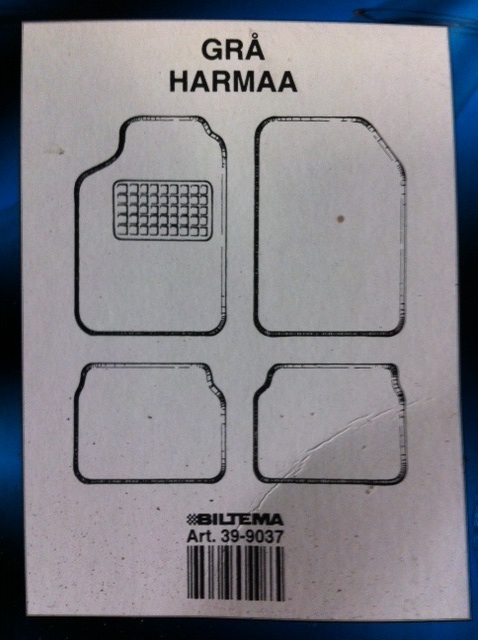 GRÅ
HARMAA
BILTEMA
Art. 39-9037